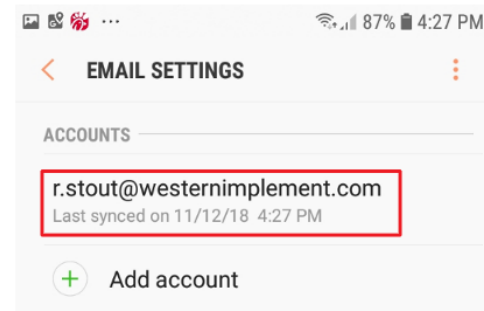 87% 4:27 PM
EMAIL SETTINGS
ACCOUNTS
r.stout@westernimplement.com
Last synced on 11/12/18 4:27 PM
Add account